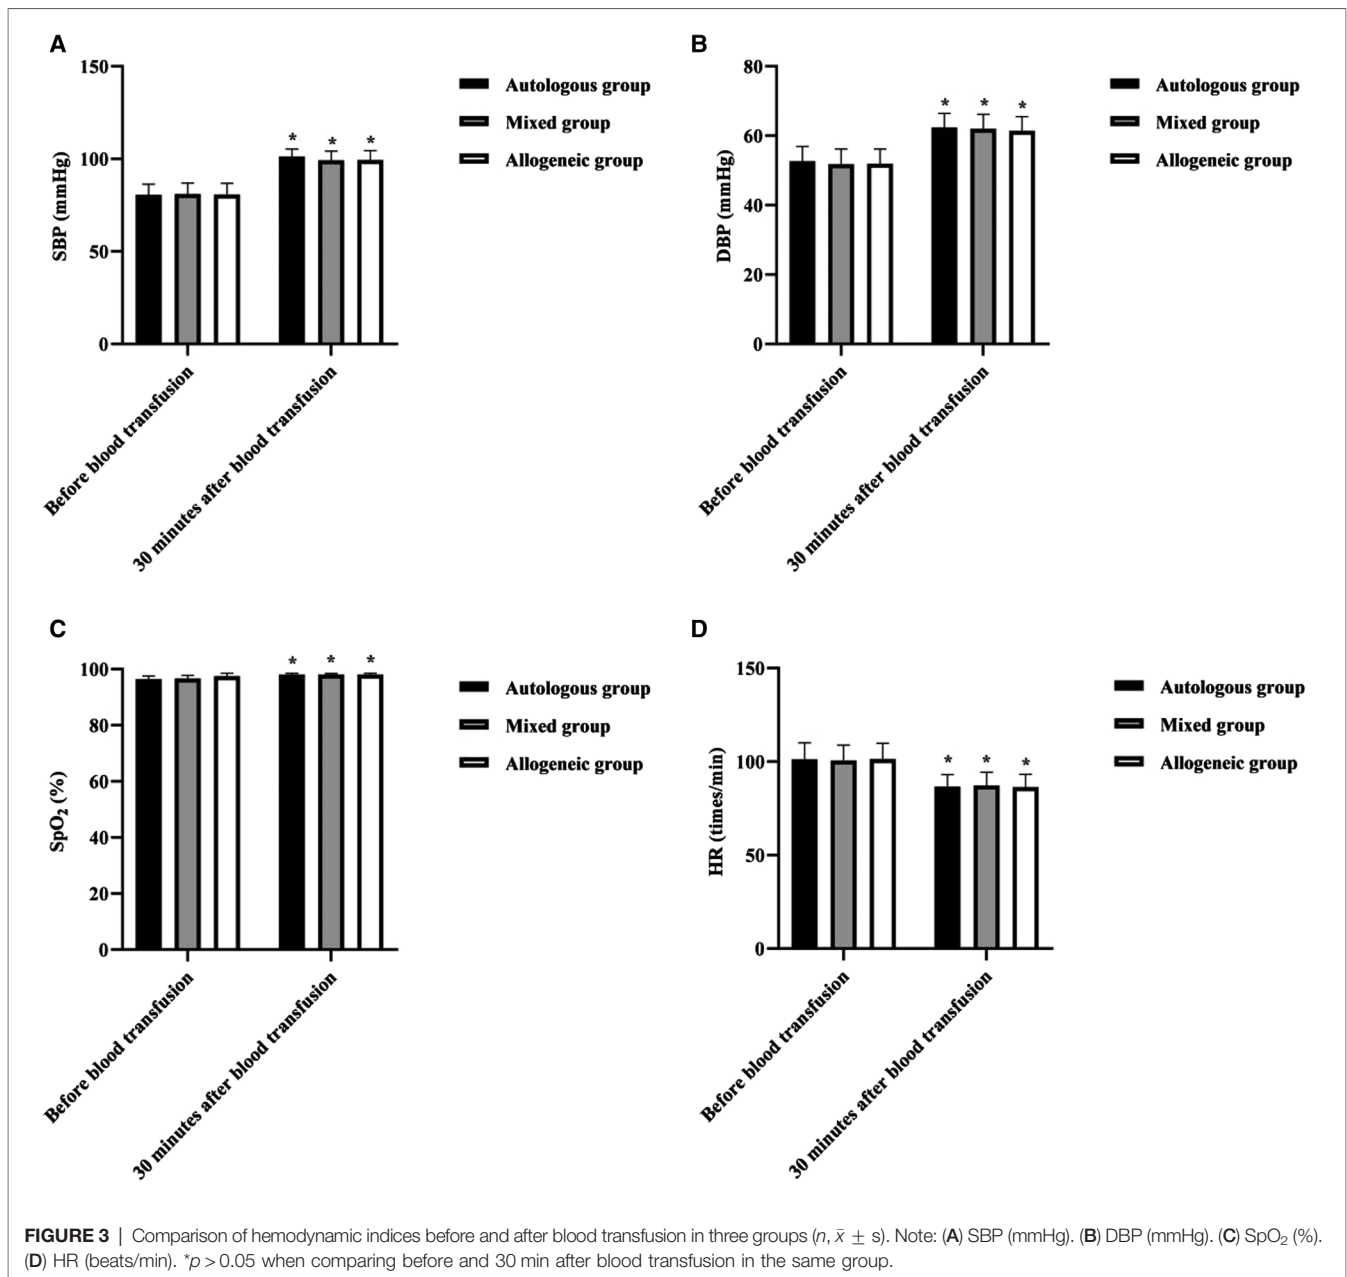 A
150
100
50
0
SBP (mmHg)
* * *
Before blood transfusion
30 minutes after blood transfusion
Autologous group
Mixed group
Allogeneic group
B
80
60
40
20
0
DBP (mmHg)
* * *
Before blood transfusion
30 minutes after blood transfusion
Autologous group
Mixed group
Allogeneic group
C
100
80
60
40
20
0
SpO₂ (%)
* * *
Before blood transfusion
30 minutes after blood transfusion
Autologous group
Mixed group
Allogeneic group
D
150
100
50
0
HR (times/min)
* * *
Before blood transfusion
30 minutes after blood transfusion
Autologous group
Mixed group
Allogeneic group
FIGURE 3 | Comparison of hemodynamic indices before and after blood transfusion in three groups (n, x̄ ± s). Note: (A) SBP (mmHg). (B) DBP (mmHg). (C) SpO₂ (%).
(D) HR (beats/min). *p > 0.05 when comparing before and 30 min after blood transfusion in the same group.